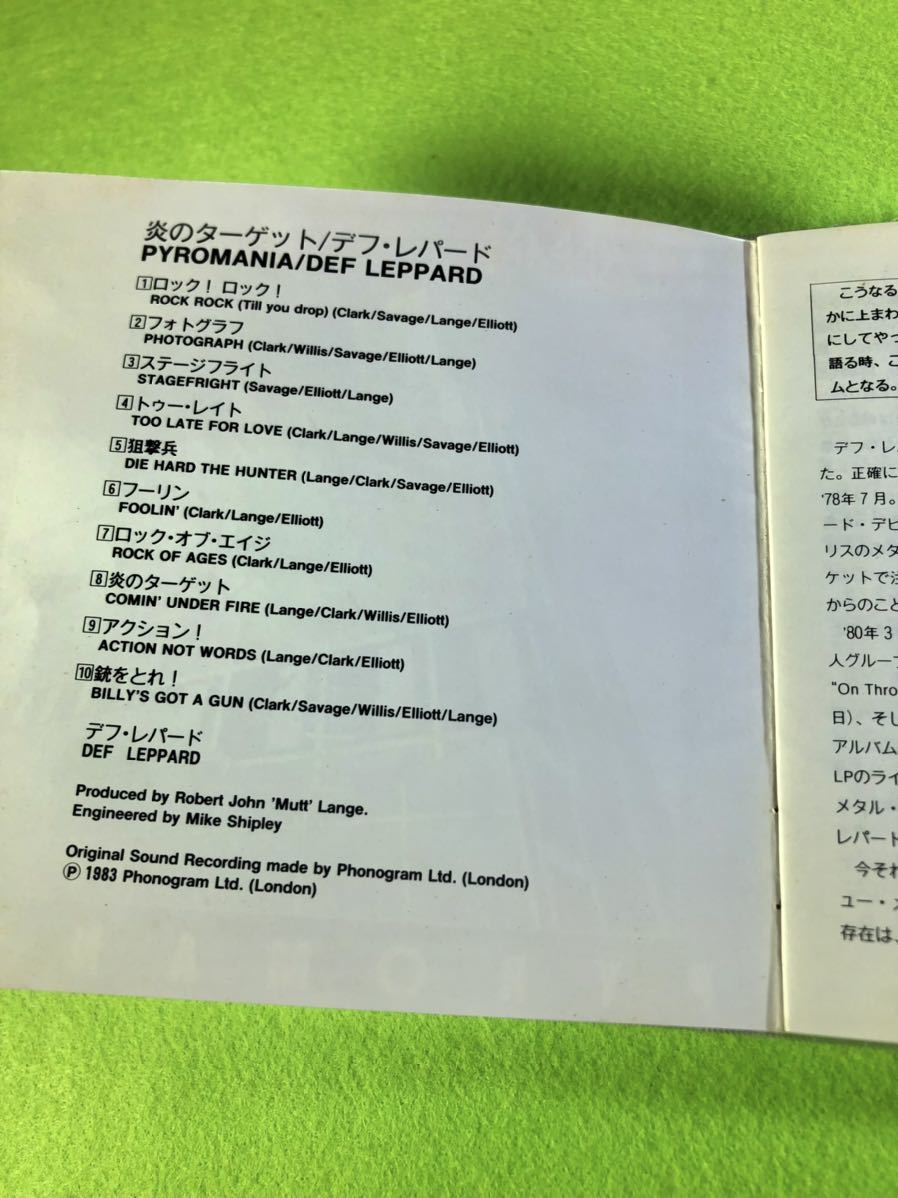 炎のターゲット/デフ・レパード
PYROMANIA/DEF LEPPARD
1ロック! ロック!
ROCK ROCK (Till you drop) (Clark/Savage/Lange/Elliott)
2フォトグラフ
PHOTOGRAPH (Clark/Willis/Savage/Elliott/Lange)
3ステージフライト
STAGEFRIGHT (Savage/Elliott/Lange)
4トゥー・レイト
TOO LATE FOR LOVE (Clark/Lange/Willis/Savage/Elliott)
5狙撃兵
DIE HARD THE HUNTER (Lange/Clark/Savage/Elliott)
6フーリン
FOOLIN' (Clark/Lange/Elliott)
7ロック・オブ・エイジ
ROCK OF AGES (Clark/Lange/Elliott)
8炎のターゲット
COMIN' UNDER FIRE (Lange/Clark/Willis/Elliott)
9アクション!
ACTION NOT WORDS (Lange/Clark/Elliott)
10銃をとれ!
BILLY'S GOT A GUN (Clark/Savage/Willis/Elliott/Lange)
デフ・レパード
DEF LEPPARD
Produced by Robert John 'Mutt' Lange.
Engineered by Mike Shipley
Original Sound Recording made by Phonogram Ltd. (London)
Ⓟ 1983 Phonogram Ltd. (London)
こうなる
かに上まわ
にしてやっ
語る時、こ
ムとなる。
デフ・レ
た。正確に
'78年7月。
ード・デビ
リスのメタ
ケットで注
からのこと
'80年3
人グルーフ
"On Thro
日)、そし
アルバム
LPのライ
メタル・
レパード
今それ
ュー・ス
存在は、